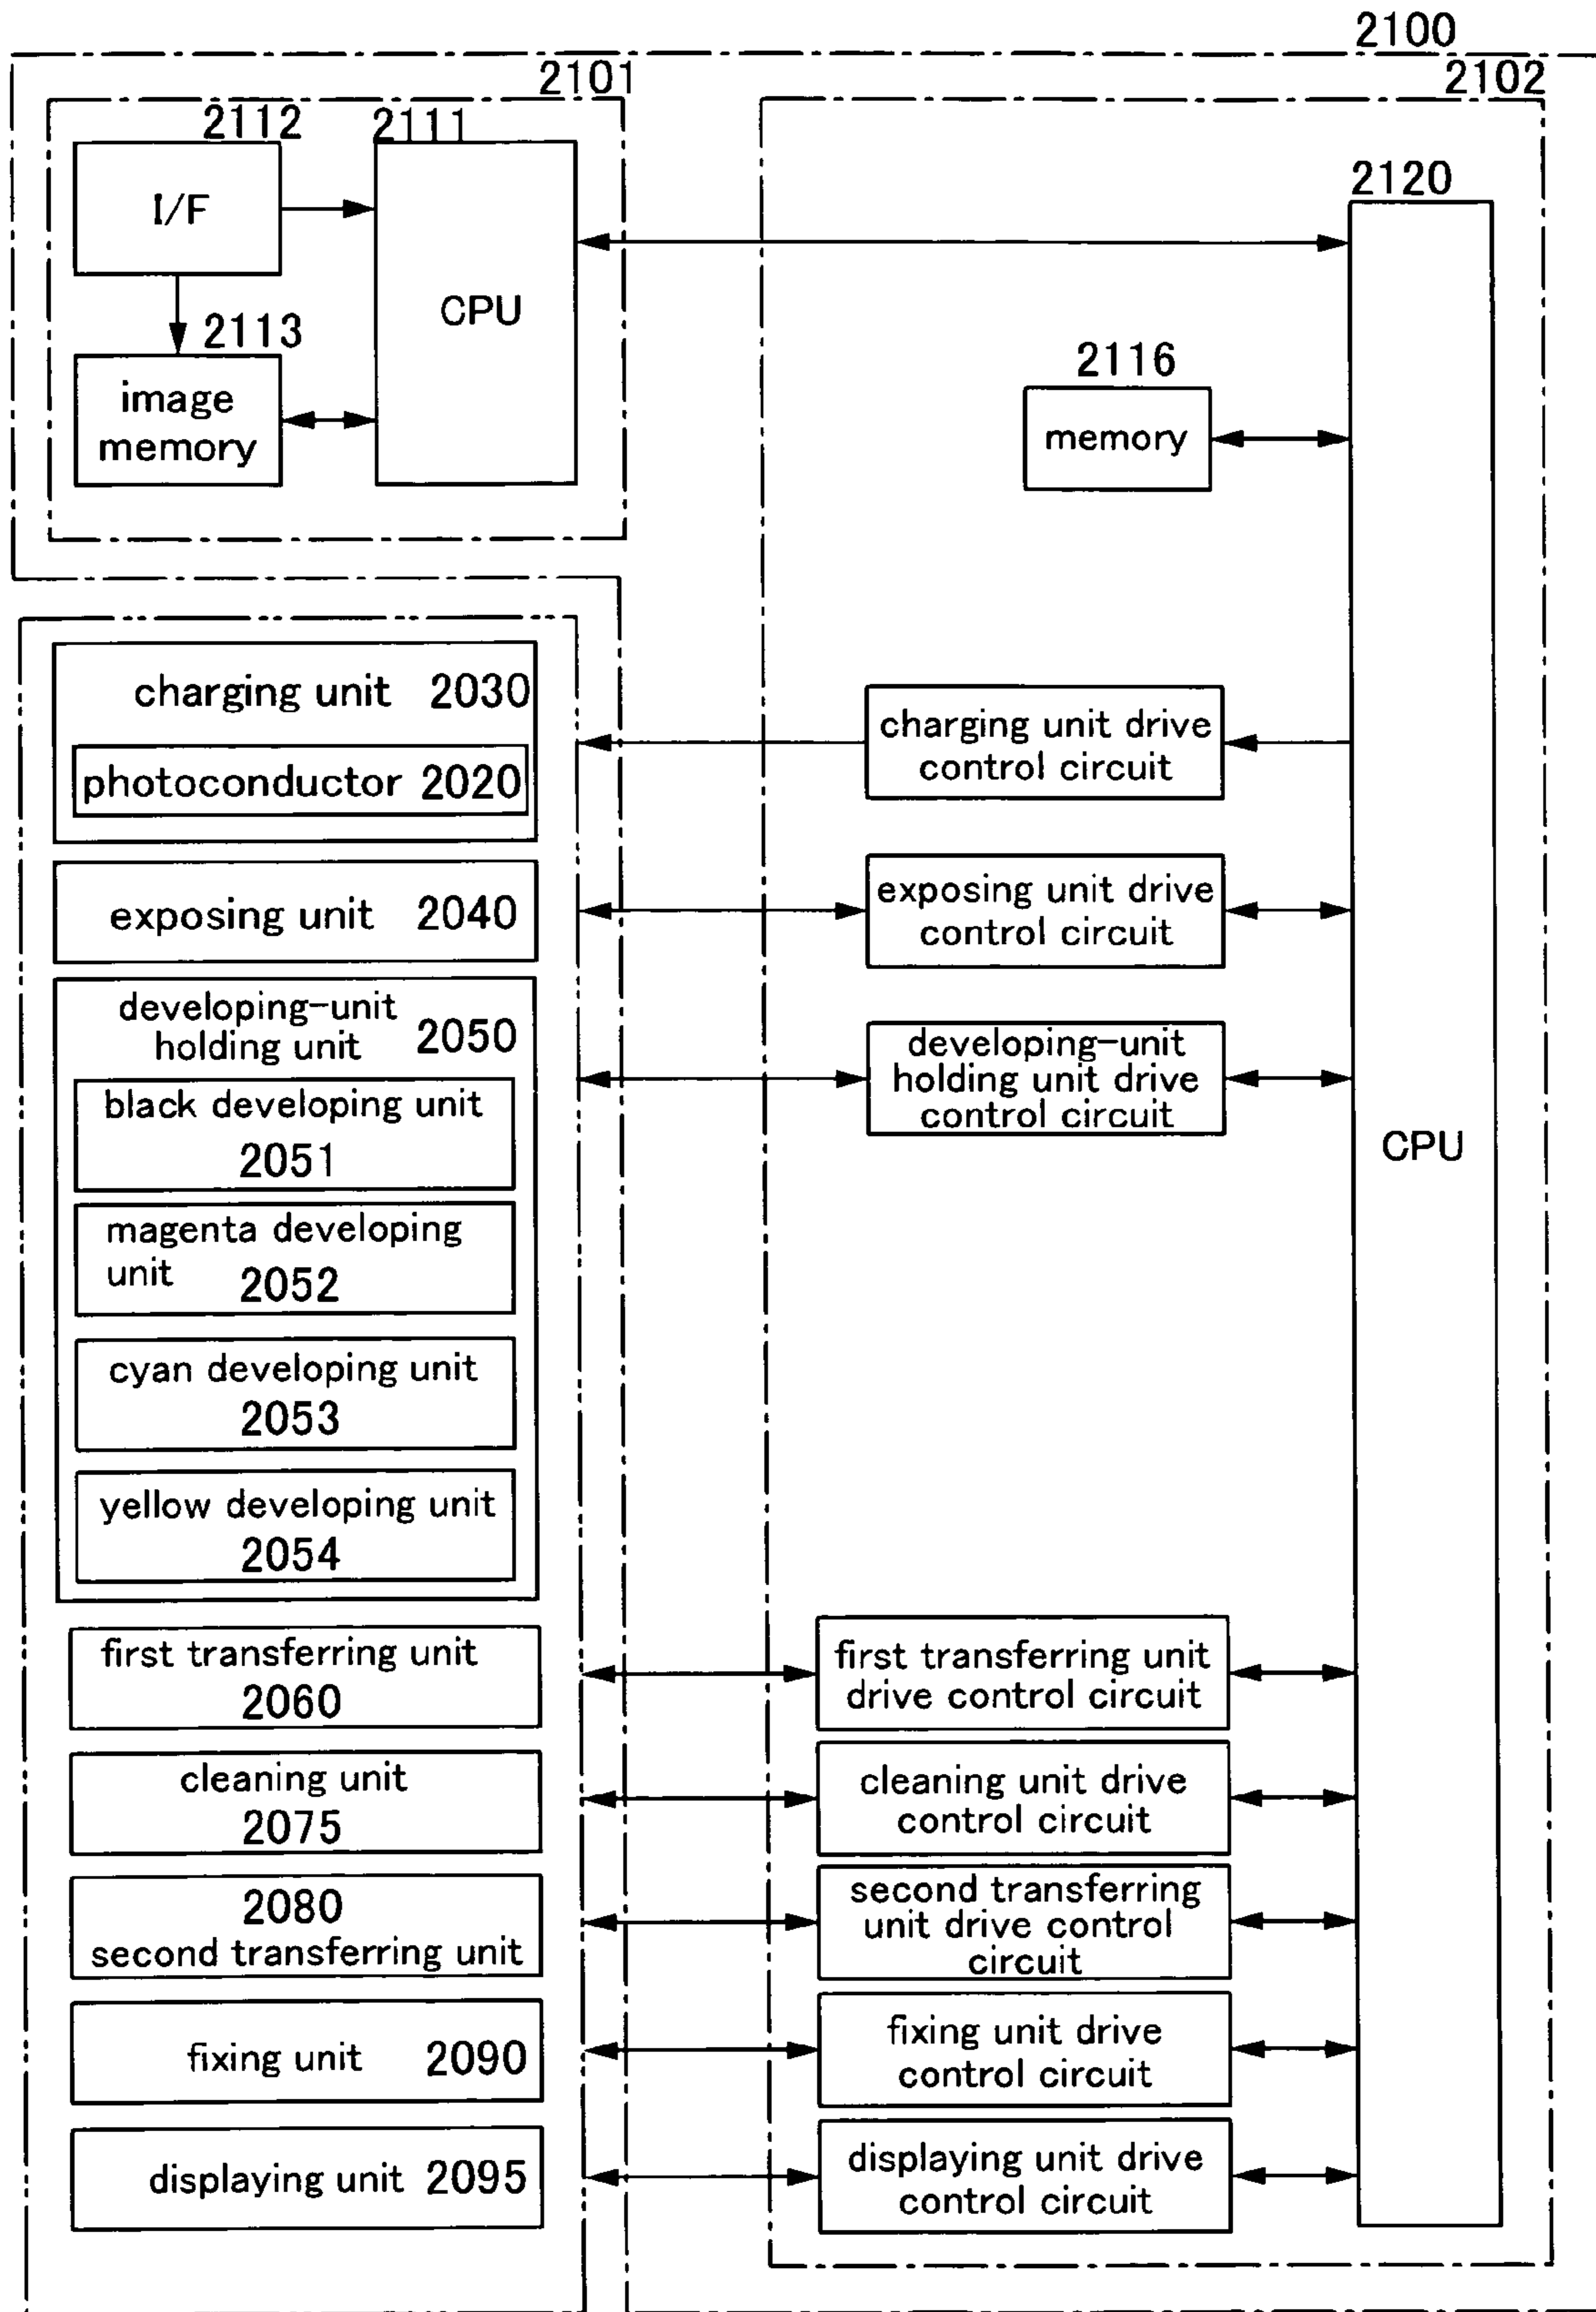 2100
2101
2102
2112
2111
I/F
CPU
2113
image
memory
2120
2116
memory
CPU
charging unit 2030
photoconductor 2020
charging unit drive
control circuit
exposing unit 2040
exposing unit drive
control circuit
developing-unit
holding unit 2050
developing-unit
holding unit drive
control circuit
black developing unit
2051
magenta developing
unit 2052
cyan developing unit
2053
yellow developing unit
2054
first transferring unit
2060
first transferring unit
drive control circuit
cleaning unit
2075
cleaning unit drive
control circuit
2080
second transferring unit
second transferring
unit drive control
circuit
fixing unit 2090
fixing unit drive
control circuit
displaying unit 2095
displaying unit drive
control circuit